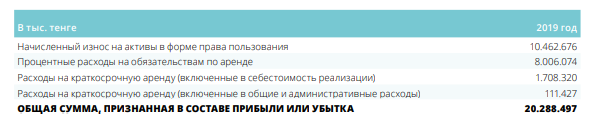 В тыс. тенге 2019 год
Начисленный износ на активы в форме права пользования 10.462.676
Процентные расходы на обязательствам по аренде 8.006.074
Расходы на краткосрочную аренду (включенные в себестоимость реализации) 1.708.320
Расходы на краткосрочную аренду (включенные в общие и административные расходы) 111.427
ОБЩАЯ СУММА, ПРИЗНАННАЯ В СОСТАВЕ ПРИБЫЛИ ИЛИ УБЫТКА 20.288.497